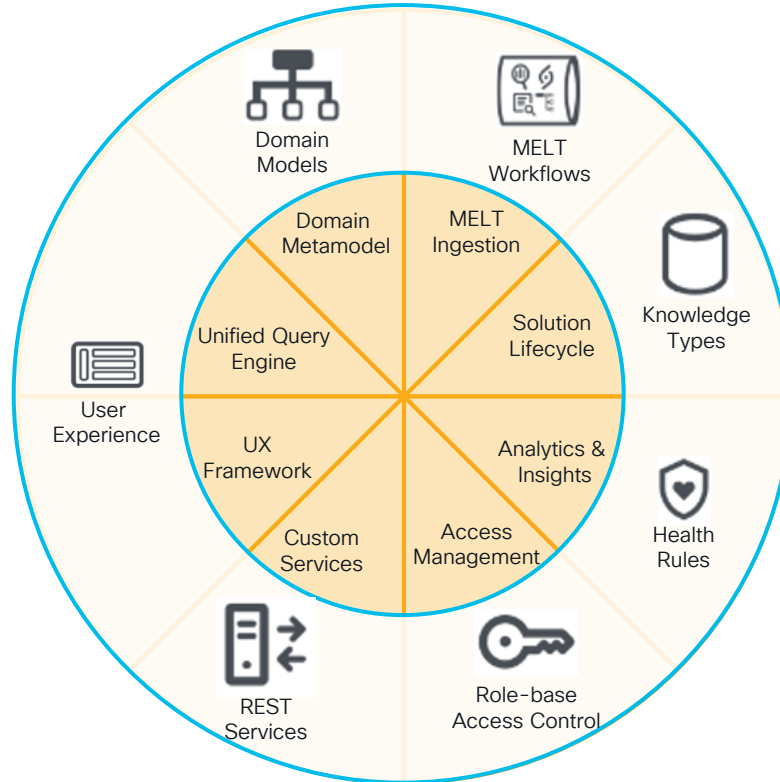 Domain
Models
MELT
Workflows
Knowledge
Types
Health
Rules
Role-base
Access Control
REST
Services
User
Experience
Domain
Metamodel
MELT
Ingestion
Solution
Lifecycle
Analytics &
Insights
Access
Management
Custom
Services
UX
Framework
Unified Query
Engine